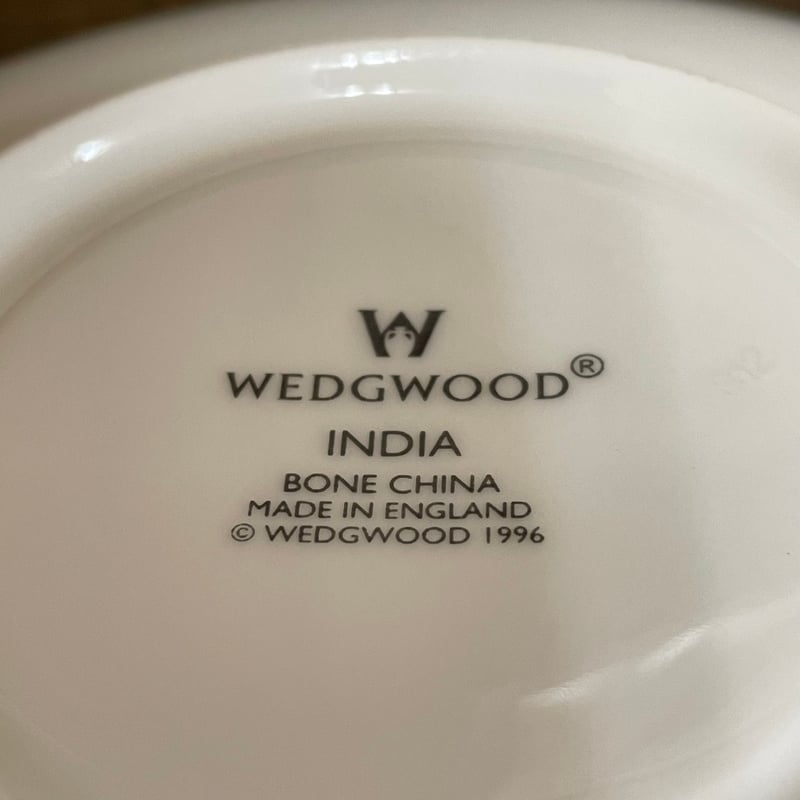 W
WEDGWOOD®
INDIA
BONE CHINA
MADE IN ENGLAND
© WEDGWOOD 1996